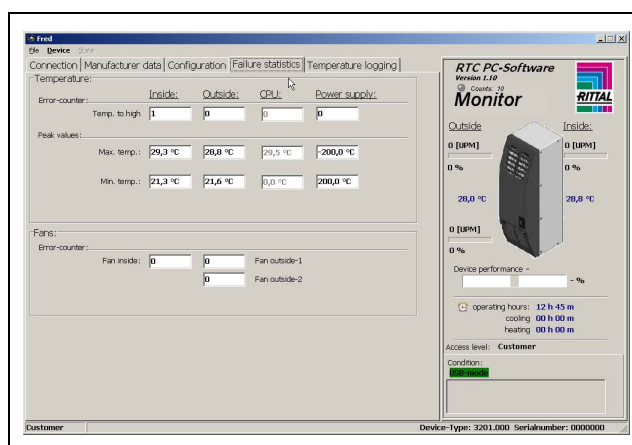 Fred
File Device State
Connection Manufacturer data Configuration Failure statistics Temperature logging
Temperature:
Inside: Outside: CPU: Power supply:
Error-counter:
Temp. to high 1 0 0 0
Peak values:
Max. temp.: 29,3 °C 28,8 °C 29,5 °C -200,0 °C
Min. temp.: 21,3 °C 21,6 °C 0,0 °C 200,0 °C
Fans:
Error-counter:
Fan inside: 0 0 Fan outside-1
0 Fan outside-2
RTC PC-Software
Version 1.10
Counts: 10
Monitor
RITTAL
Outside Inside:
0 [UPM] 0 [UPM]
0 % 0 %
28,0 °C 28,8 °C
0 [UPM]
0 %
Device performance -
- %
operating hours: 12 h 45 m
cooling 00 h 00 m
heating 00 h 00 m
Access level: Customer
Condition:
USB-mode
Customer Device-Type: 3201.000 Serialnumber: 0000000